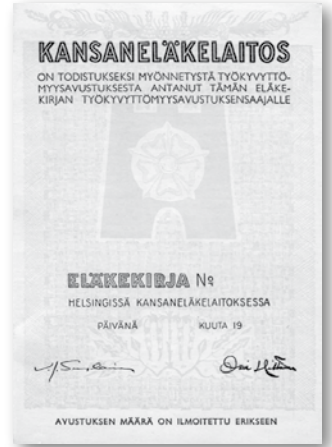 KANSANELÄKELAITOS
ON TODISTUKSEKSI MYÖNNETYSTÄ TYÖKYVYTTÖ-
MYYSAVUSTUKSESTA ANTANUT TÄMÄN ELÄKE-
KIRJAN TYÖKYVYTTÖMYYSAVUSTUKSENSAAJALLE
ELÄKEKIRJA No
HELSINGISSÄ KANSANELÄKELAITOKSESSA
PÄIVÄNÄ KUUTA 19
AVUSTUKSEN MÄÄRÄ ON ILMOITETTU ERIKSEEN